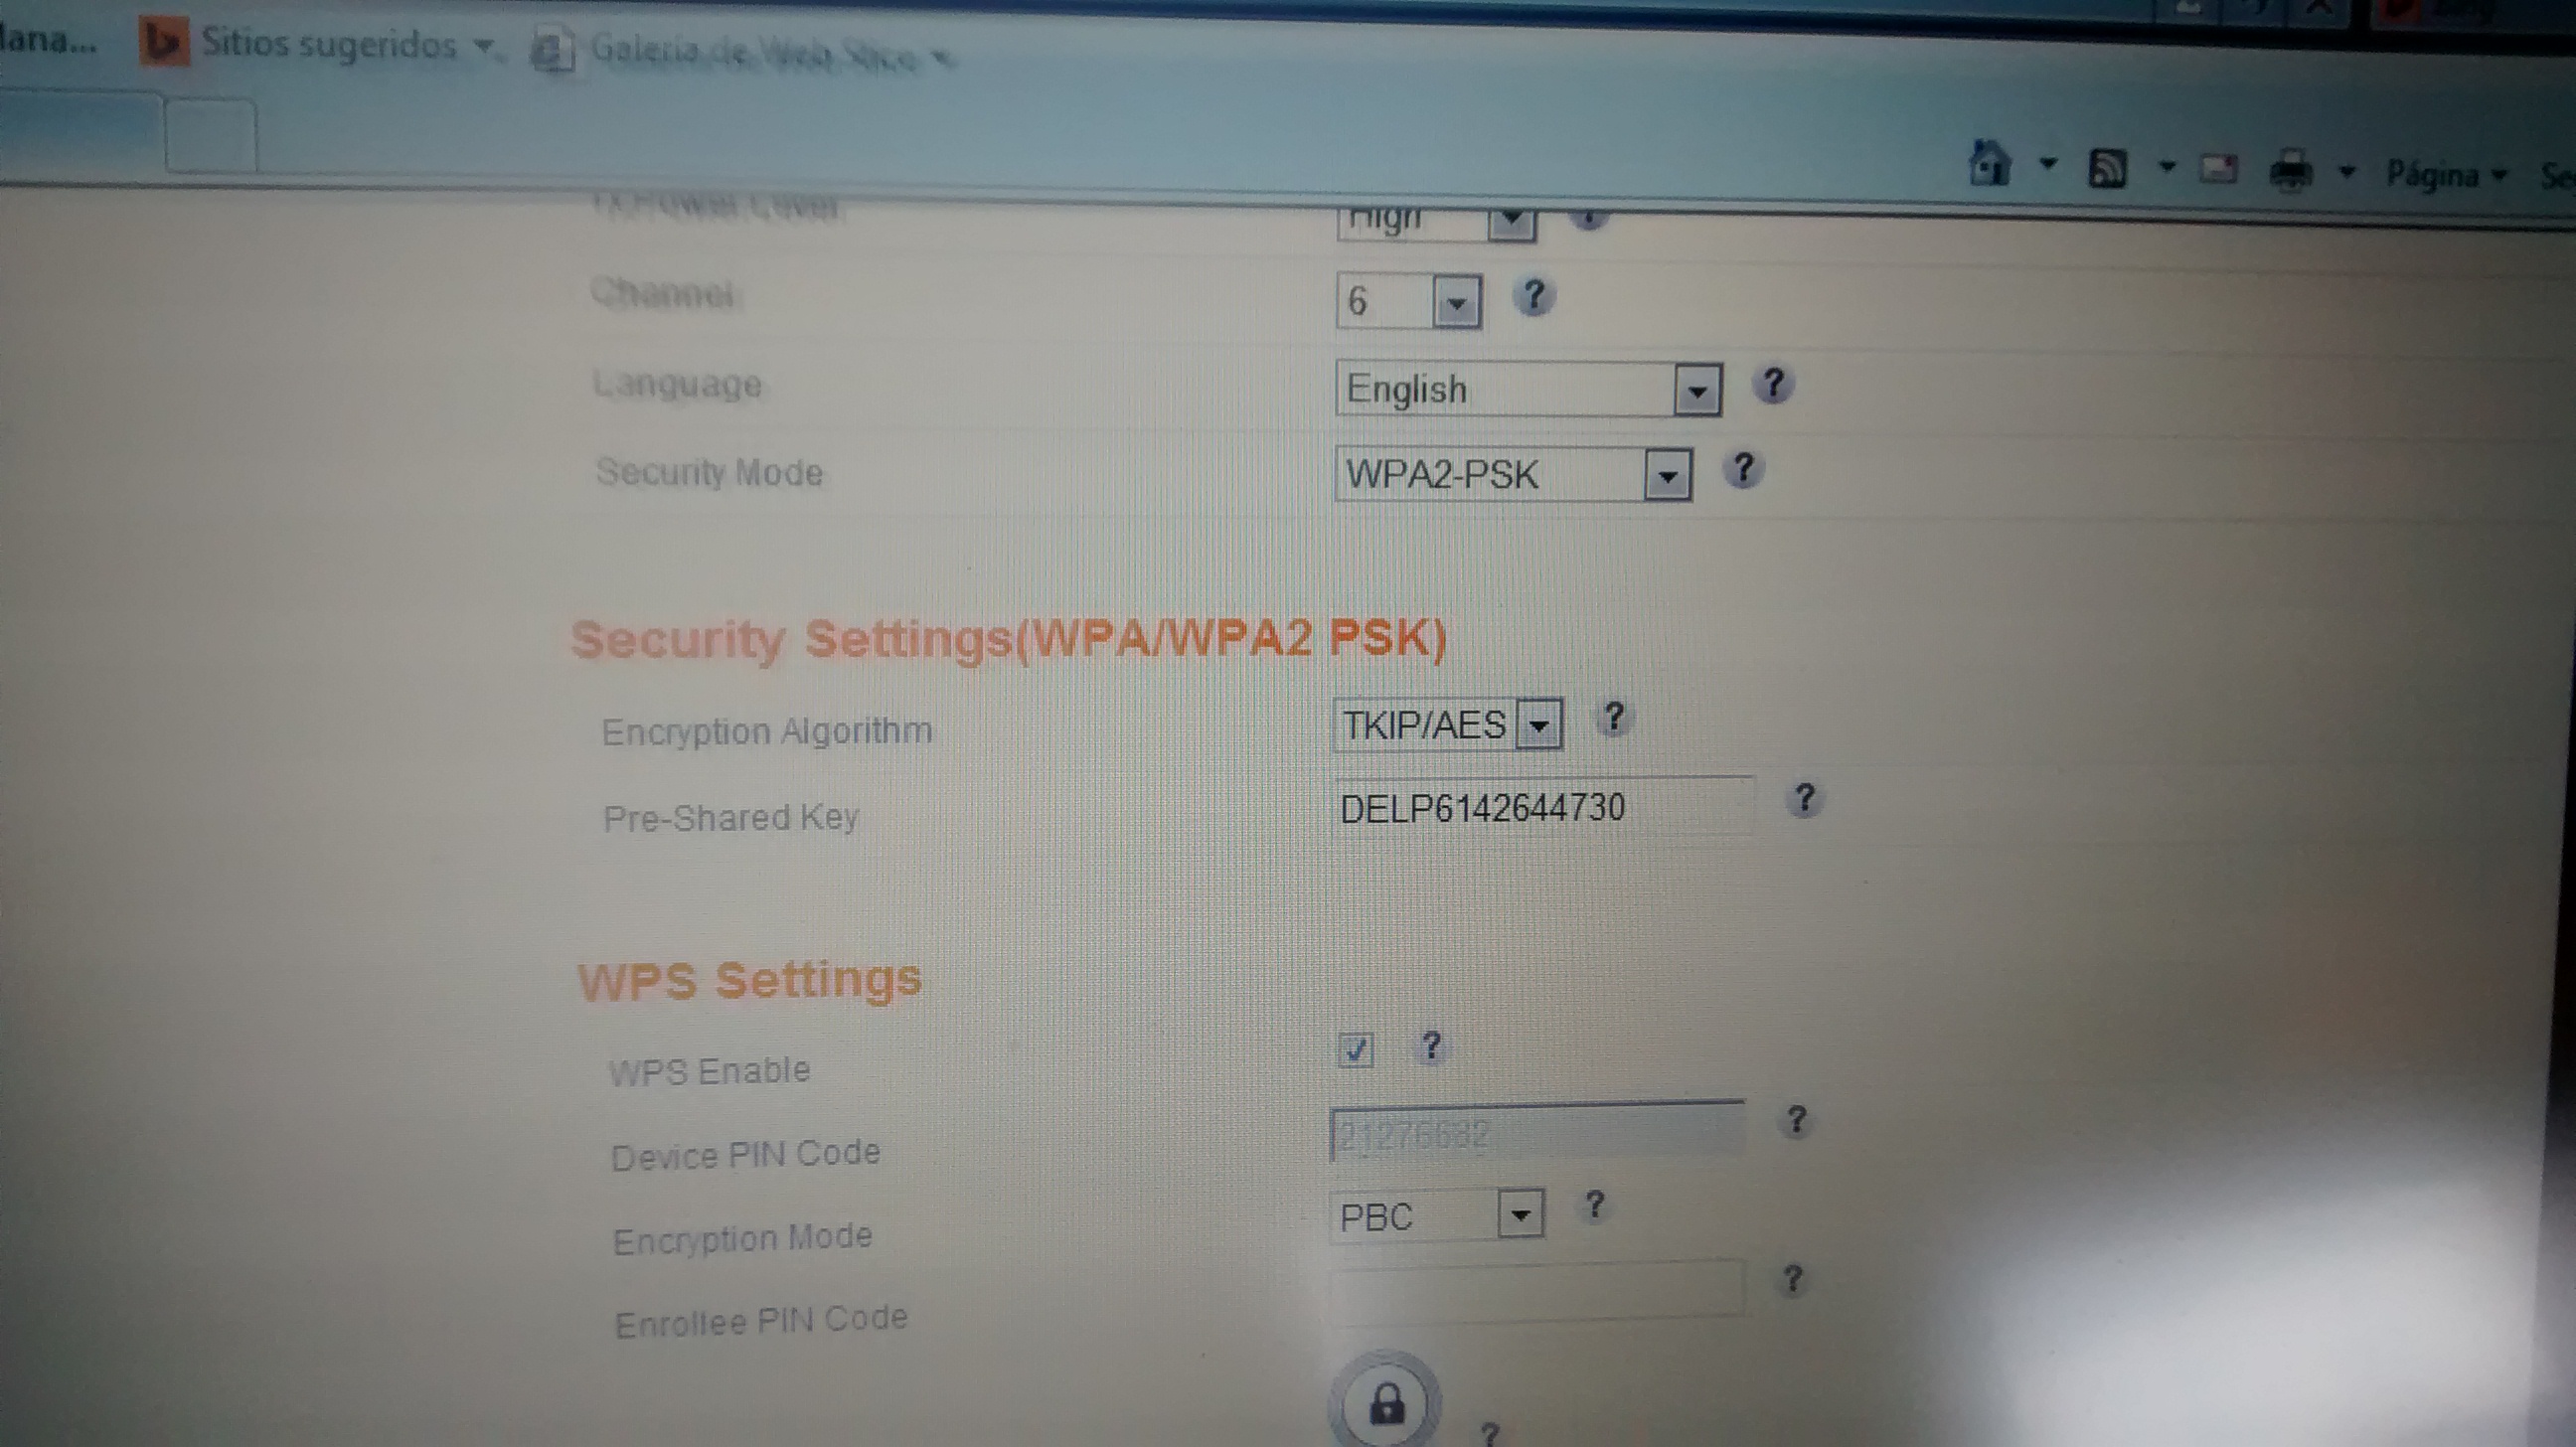 lana...
Sitios sugeridos
Galería de Web Slice
Página
TX Power Level
High
Channel
6
?
Language
English
?
Security Mode
WPA2-PSK
?
Security Settings(WPA/WPA2 PSK)
Encryption Algorithm
TKIP/AES
?
Pre-Shared Key
DELP6142644730
?
WPS Settings
WPS Enable
?
Device PIN Code
21276682
?
Encryption Mode
PBC
?
Enrollee PIN Code
?
?